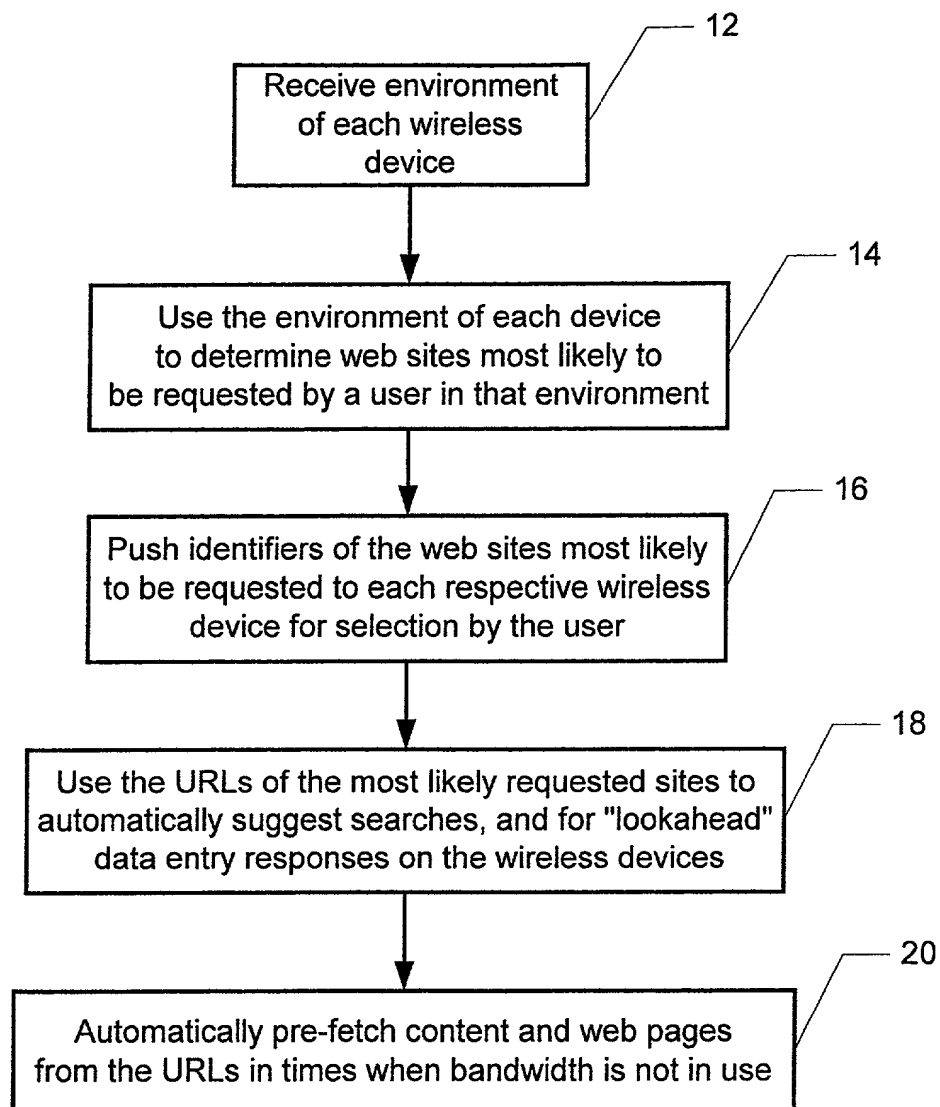 12
Receive environment
of each wireless
device
14
Use the environment of each device
to determine web sites most likely to
be requested by a user in that environment
16
Push identifiers of the web sites most likely
to be requested to each respective wireless
device for selection by the user
18
Use the URLs of the most likely requested sites to
automatically suggest searches, and for "lookahead"
data entry responses on the wireless devices
20
Automatically pre-fetch content and web pages
from the URLs in times when bandwidth is not in use